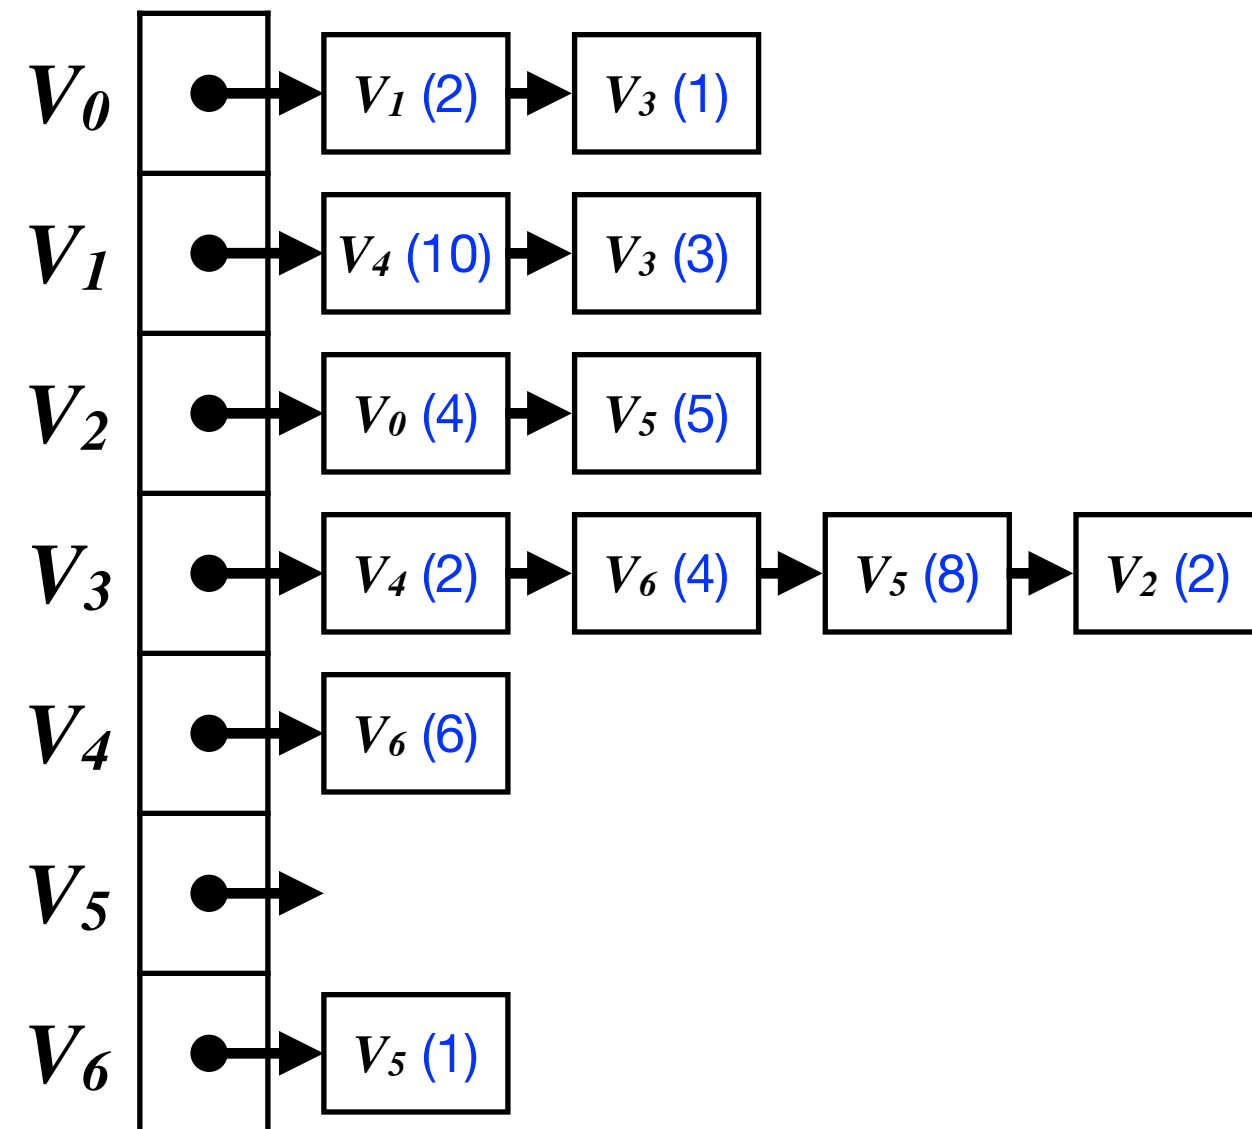 V0 V1 (2) V3 (1)
V1 V4 (10) V3 (3)
V2 V0 (4) V5 (5)
V3 V4 (2) V6 (4) V5 (8) V2 (2)
V4 V6 (6)
V5
V6 V5 (1)